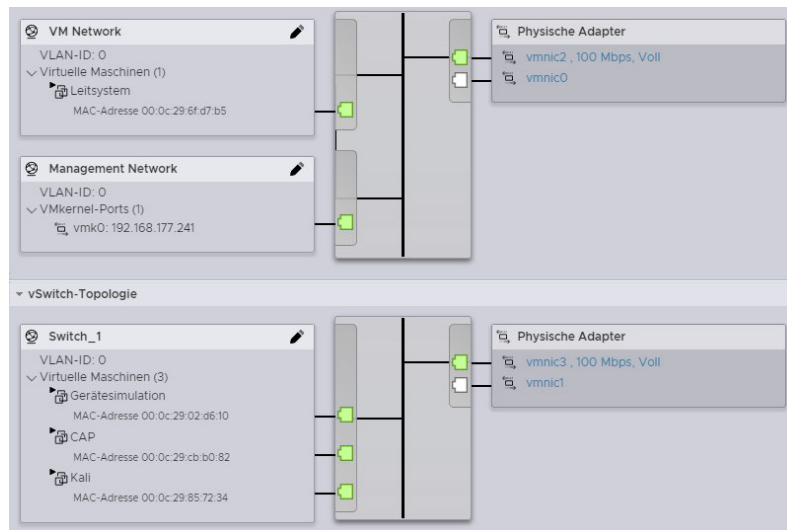 VM Network
VLAN-ID: 0
Virtuelle Maschinen (1)
Leitsystem
MAC-Adresse 00:0c:29:6f:d7:b5
Physische Adapter
vmnic2 , 100 Mbps, Voll
vmnic0
Management Network
VLAN-ID: 0
VMkernel-Ports (1)
vmk0: 192.168.177.241
vSwitch-Topologie
Switch_1
VLAN-ID: 0
Virtuelle Maschinen (3)
Gerätesimulation
MAC-Adresse 00:0c:29:02:d6:10
CAP
MAC-Adresse 00:0c:29:cb:b0:82
Kali
MAC-Adresse 00:0c:29:85:72:34
Physische Adapter
vmnic3 , 100 Mbps, Voll
vmnic1